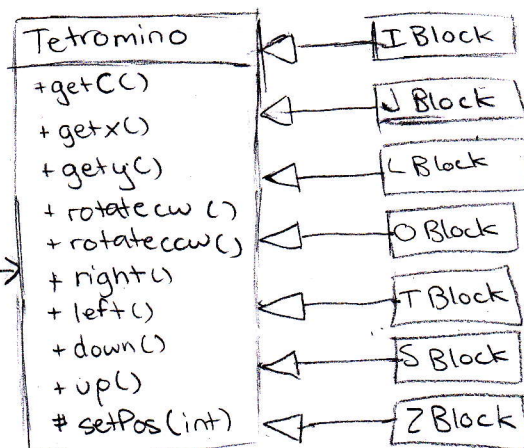 Tetromino
+getC()
+getx()
+gety()
+rotatecw()
+rotateccw()
+right()
+left()
+down()
+up()
#setPos(int)
I Block
J Block
L Block
O Block
T Block
S Block
Z Block